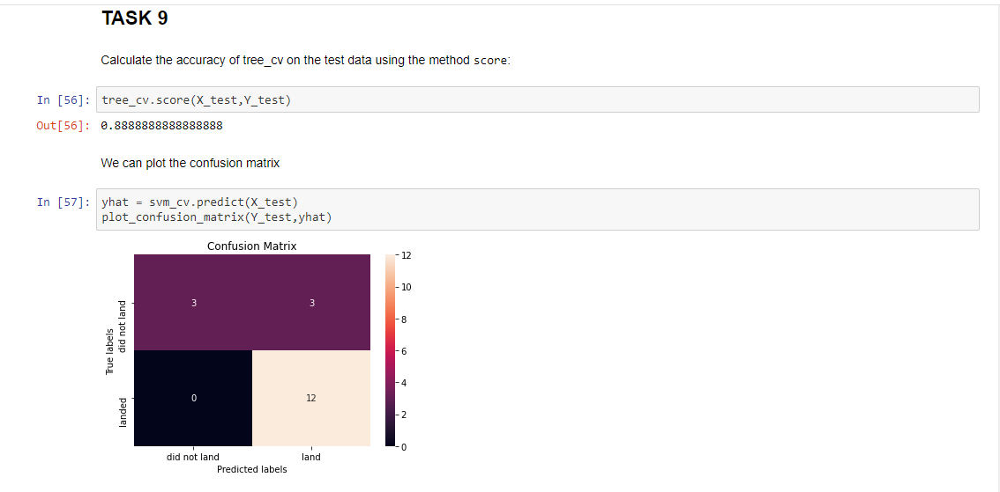 TASK 9
Calculate the accuracy of tree_cv on the test data using the method score:
In [56]: tree_cv.score(X_test,Y_test)
Out[56]: 0.8888888888888888
We can plot the confusion matrix
In [57]: yhat = svm_cv.predict(X_test)
plot_confusion_matrix(Y_test,yhat)
Confusion Matrix
True labels
did not land
landed
3 3
0 12
did not land land
Predicted labels
12
10
8
6
4
2
0